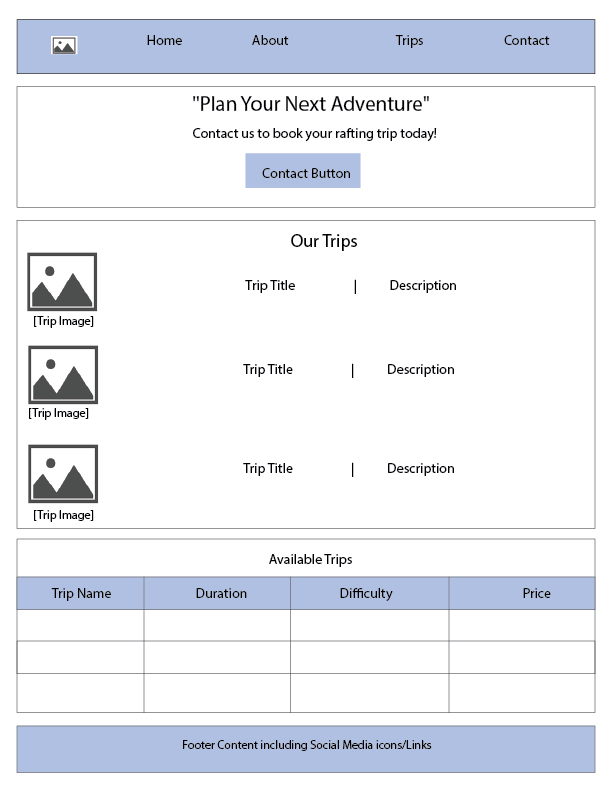 Home About Trips Contact
"Plan Your Next Adventure"
Contact us to book your rafting trip today!
Contact Button
Our Trips
Trip Title | Description
[Trip Image]
Trip Title | Description
[Trip Image]
Trip Title | Description
[Trip Image]
Available Trips
Trip Name Duration Difficulty Price
Footer Content including Social Media icons/Links